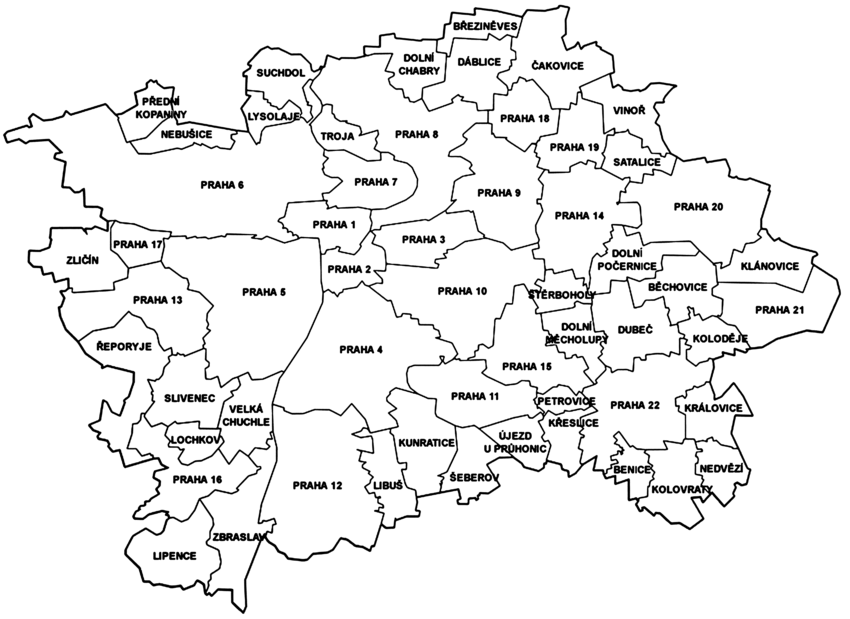 BŘEZINĚVES
DOLNÍ
CHABRY
ĎÁBLICE
ČAKOVICE
SUCHDOL
PŘEDNÍ
KOPANINY
LYSOLAJE
NEBUŠICE
TROJA
PRAHA 8
PRAHA 18
VINOŘ
PRAHA 19
SATALICE
PRAHA 6
PRAHA 7
PRAHA 9
PRAHA 14
PRAHA 20
PRAHA 1
PRAHA 3
PRAHA 17
ZLIČÍN
PRAHA 2
DOLNÍ
POČERNICE
KLÁNOVICE
PRAHA 13
PRAHA 5
PRAHA 10
ŠTĚRBOHOLY
BĚCHOVICE
PRAHA 21
ŘEPORYJE
PRAHA 4
DOLNÍ
MĚCHOLUPY
DUBEČ
KOLODĚJE
PRAHA 15
SLIVENEC
VELKÁ
CHUCHLE
PRAHA 11
PETROVICE
PRAHA 22
KRÁLOVICE
LOCHKOV
KUNRATICE
ÚJEZD
U PRŮHONIC
KŘESLICE
PRAHA 16
PRAHA 12
LIBUŠ
ŠEBEROV
BENICE
NEDVĚZÍ
KOLOVRATY
LIPENCE
ZBRASLAV